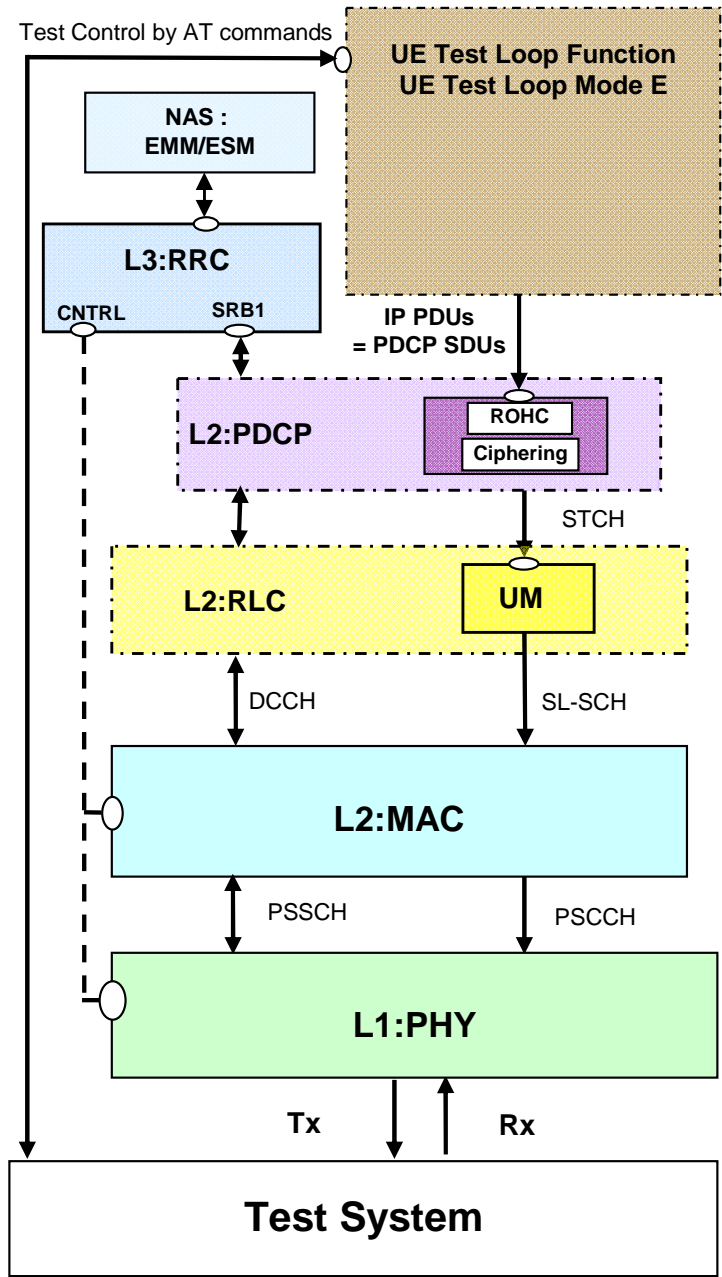 Test Control by AT commands
UE Test Loop Function
UE Test Loop Mode E
NAS :
EMM/ESM
L3:RRC
CNTRL
SRB1
IP PDUs
= PDCP SDUs
L2:PDCP
ROHC
Ciphering
STCH
L2:RLC
UM
DCCH
SL-SCH
L2:MAC
PSSCH
PSCCH
L1:PHY
Tx
Rx
Test System